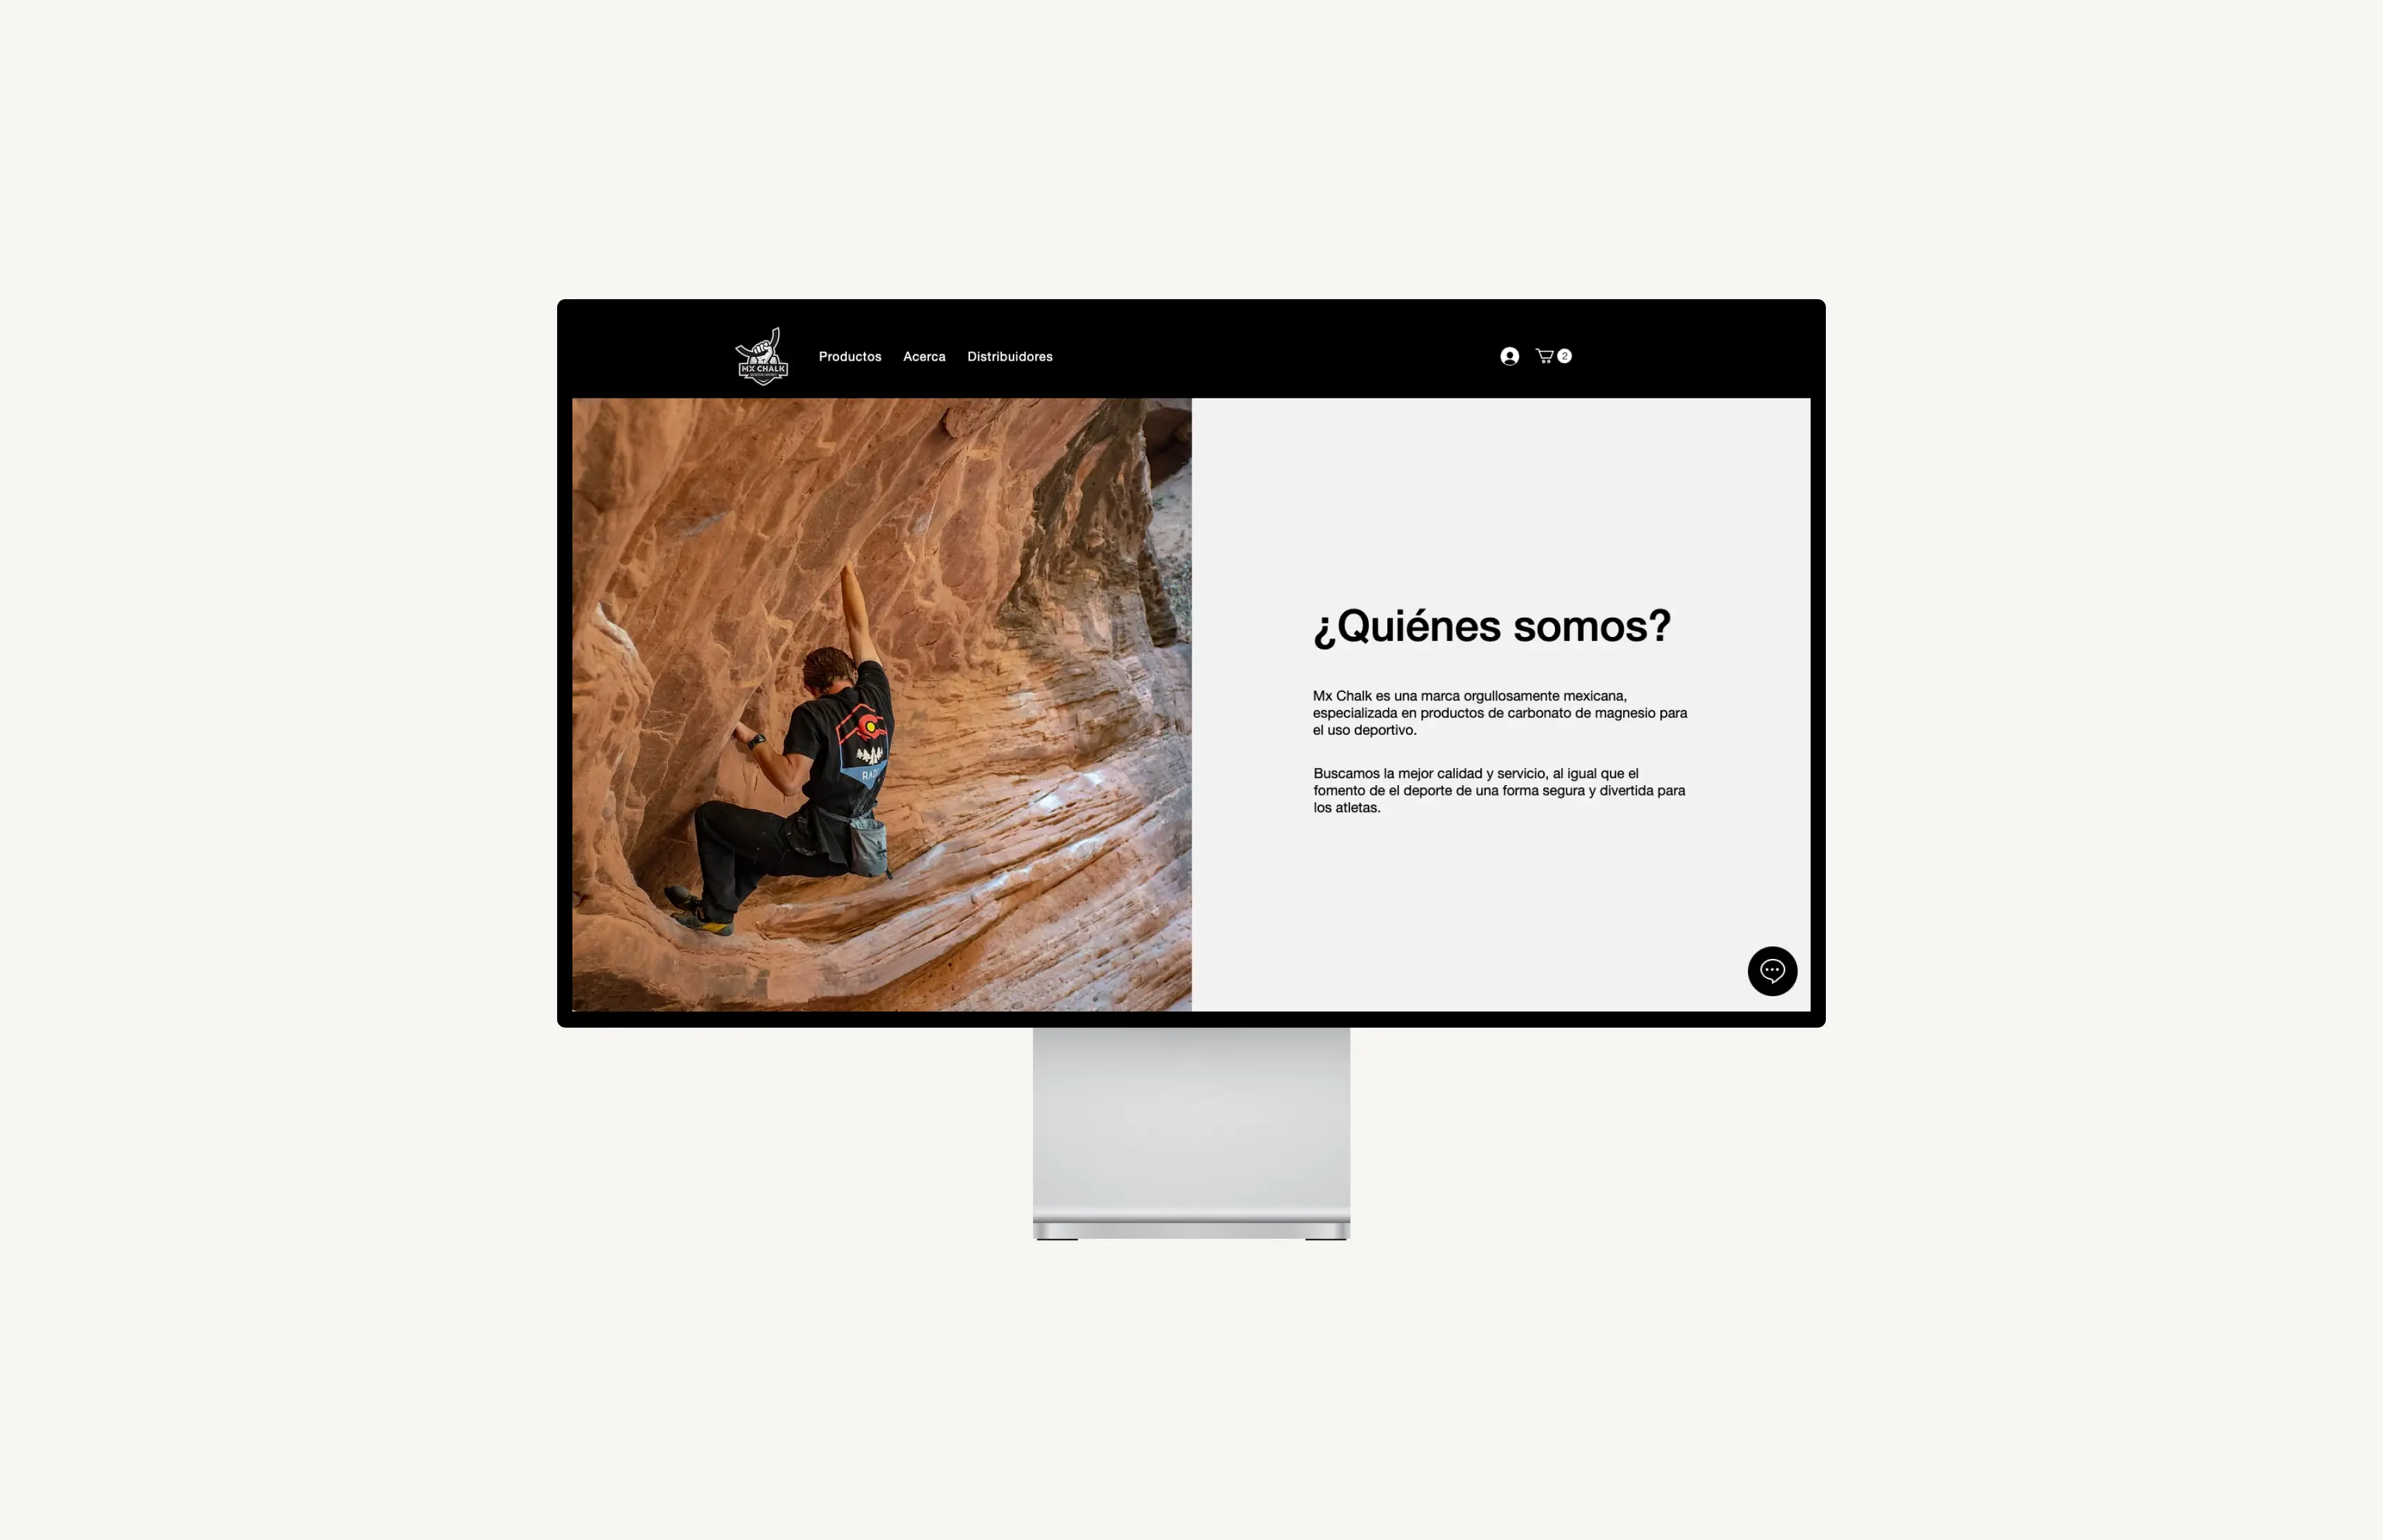 MX CHALK
Productos
Acerca
Distribuidores
2
¿Quiénes somos?
Mx Chalk es una marca orgullosamente mexicana,
especializada en productos de carbonato de magnesio para
el uso deportivo.
Buscamos la mejor calidad y servicio, al igual que el
fomento de el deporte de una forma segura y divertida para
los atletas.